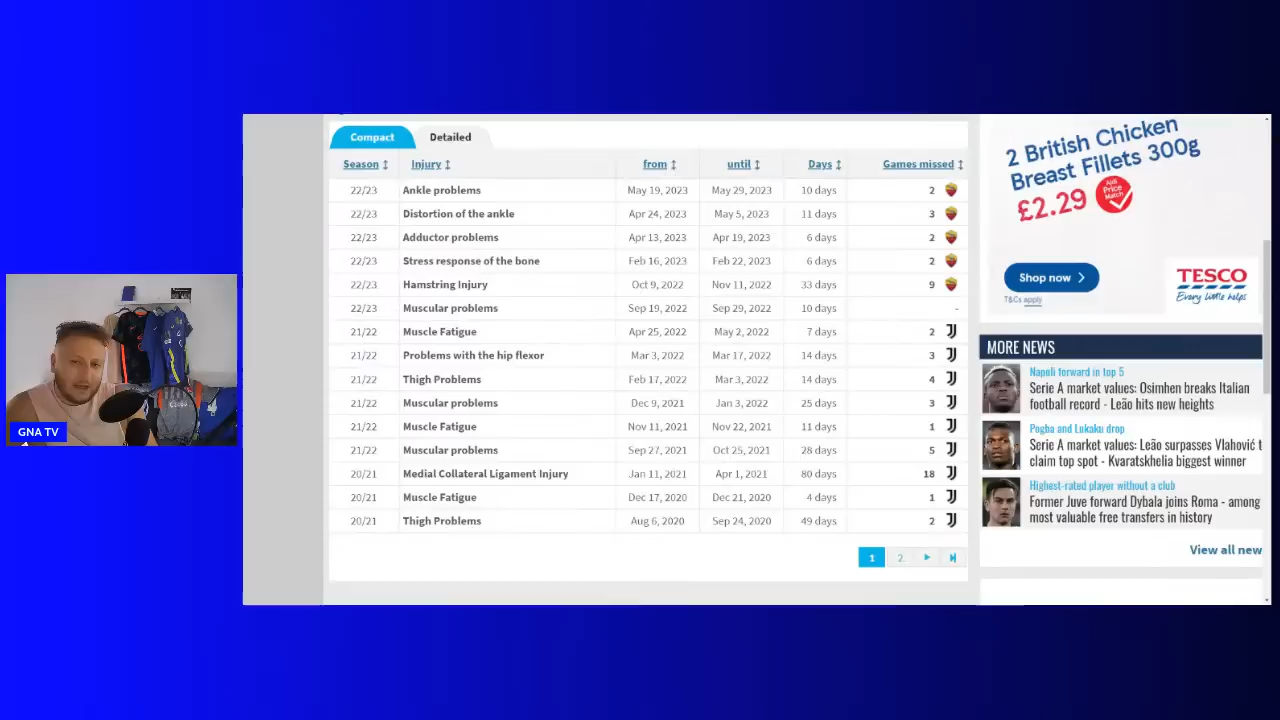 Compact Detailed
Season Injury from until Days Games missed
22/23 Ankle problems May 19, 2023 May 29, 2023 10 days 2
22/23 Distortion of the ankle Apr 24, 2023 May 5, 2023 11 days 3
22/23 Adductor problems Apr 13, 2023 Apr 19, 2023 6 days 2
22/23 Stress response of the bone Feb 16, 2023 Feb 22, 2023 6 days 2
22/23 Hamstring Injury Oct 9, 2022 Nov 11, 2022 33 days 9
22/23 Muscular problems Sep 19, 2022 Sep 29, 2022 10 days -
21/22 Muscle Fatigue Apr 25, 2022 May 2, 2022 7 days 2
21/22 Problems with the hip flexor Mar 3, 2022 Mar 17, 2022 14 days 3
21/22 Thigh Problems Feb 17, 2022 Mar 3, 2022 14 days 4
21/22 Muscular problems Dec 9, 2021 Jan 3, 2022 25 days 3
21/22 Muscle Fatigue Nov 11, 2021 Nov 22, 2021 11 days 1
21/22 Muscular problems Sep 27, 2021 Oct 25, 2021 28 days 5
20/21 Medial Collateral Ligament Injury Jan 11, 2021 Apr 1, 2021 80 days 18
20/21 Muscle Fatigue Dec 17, 2020 Dec 21, 2020 4 days 1
20/21 Thigh Problems Aug 6, 2020 Sep 24, 2020 49 days 2
1 2
2 British Chicken
Breast Fillets 300g
£2.29
Aldi Price Match
Shop now
T&Cs apply
TESCO
Every little helps
MORE NEWS
Napoli forward in top 5
Serie A market values: Osimhen breaks Italian
football record - Leão hits new heights
Pogba and Lukaku drop
Serie A market values: Leão surpasses Vlahović t
claim top spot - Kvaratskhelia biggest winner
Highest-rated player without a club
Former Juve forward Dybala joins Roma - among
most valuable free transfers in history
View all new
GNA TV